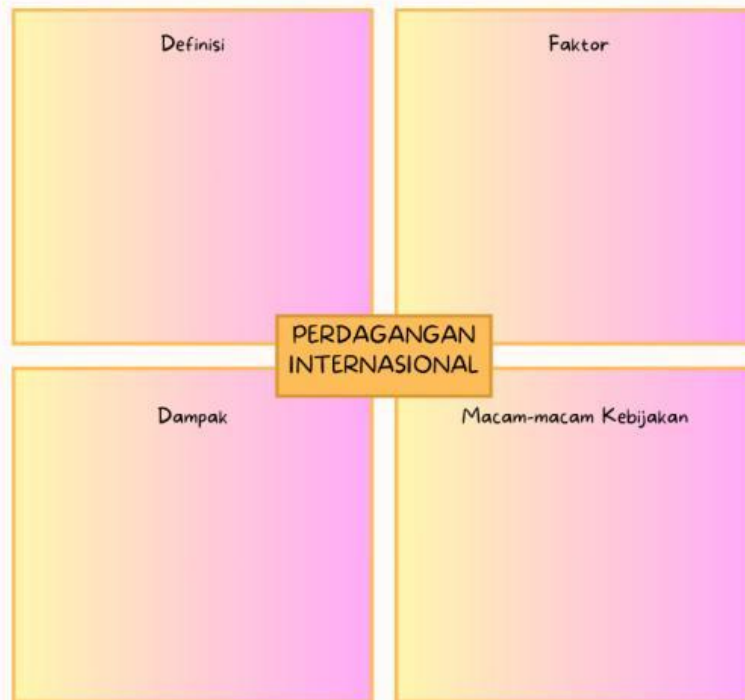 Definisi
Faktor
PERDAGANGAN
INTERNASIONAL
Dampak
Macam-macam Kebijakan